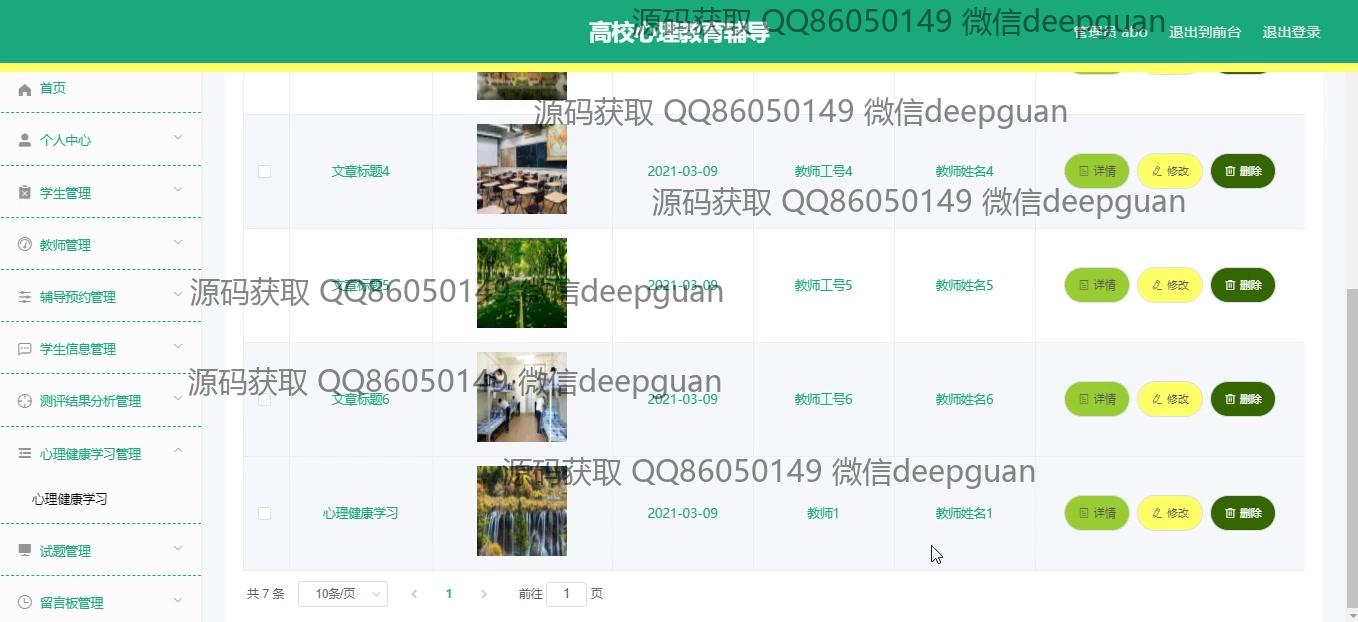 高校心理教育辅导
源码获取 QQ86050149 微信deepguan
管理员 abo 退出到前台 退出登录
首页
个人中心
学生管理
教师管理
辅导预约管理
学生信息管理
测评结果分析管理
心理健康学习管理
心理健康学习
试题管理
留言板管理
源码获取 QQ86050149 微信deepguan
文章标题4 2021-03-09 教师工号4 教师姓名4 详情 修改 删除
源码获取 QQ86050149 微信deepguan
文章标题5 2021-03-09 教师工号5 教师姓名5 详情 修改 删除
源码获取 QQ86050149 微信deepguan
文章标题6 2021-03-09 教师工号6 教师姓名6 详情 修改 删除
源码获取 QQ86050149 微信deepguan
源码获取 QQ86050149 微信deepguan
心理健康学习 2021-03-09 教师1 教师姓名1 详情 修改 删除
共 7 条 10条/页 1 前往 1 页